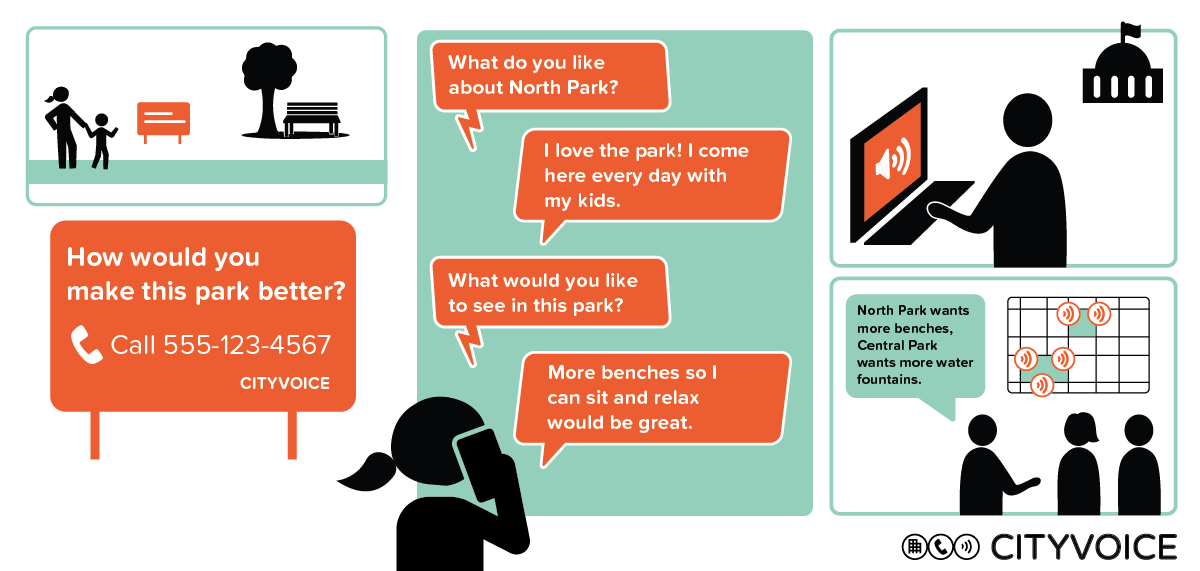 How would you
make this park better?
Call 555-123-4567
CITYVOICE
What do you like
about North Park?
I love the park! I come
here every day with
my kids.
What would you like
to see in this park?
More benches so I
can sit and relax
would be great.
North Park wants
more benches,
Central Park
wants more water
fountains.
CITYVOICE